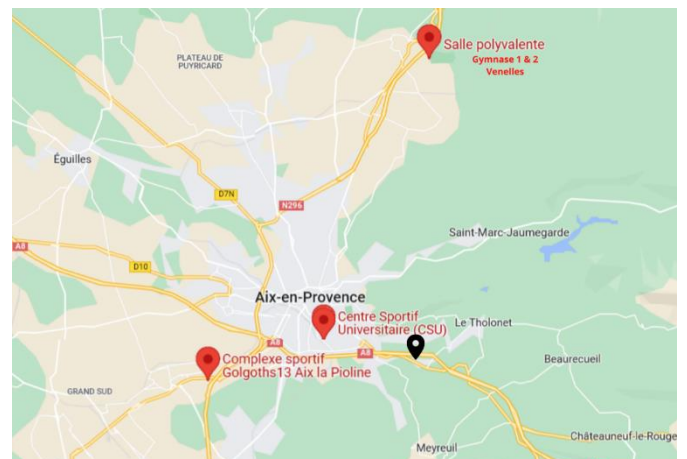 Salle polyvalente
Gymnase 1 & 2
Venelles
PLATEAU DE
PUYRICARD
Éguilles
D7N
N296
Saint-Marc-Jaumegarde
A8
D10
Aix-en-Provence
Centre Sportif
Universitaire (CSU)
Le Tholonet
A8
A8
Complexe sportif
Golgoths13 Aix la Pioline
Beaurecueil
GRAND SUD
Châteauneuf-le-Rouge
Meyreuil